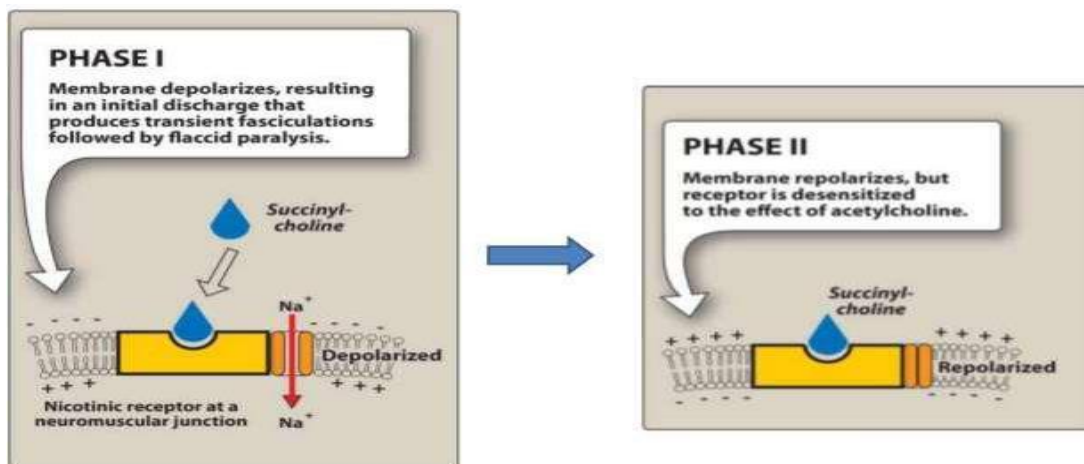 PHASE I
Membrane depolarizes, resulting
in an initial discharge that
produces transient fasciculations
followed by flaccid paralysis.
Succinyl-
choline
Na⁺
- - - -
- - - -
Depolarized
+ + + +
+ + + +
Nicotinic receptor at a
neuromuscular junction
Na⁺
PHASE II
Membrane repolarizes, but
receptor is desensitized
to the effect of acetylcholine.
Succinyl-
choline
+ + + +
+ + + +
Repolarized
- - - -
- - - -